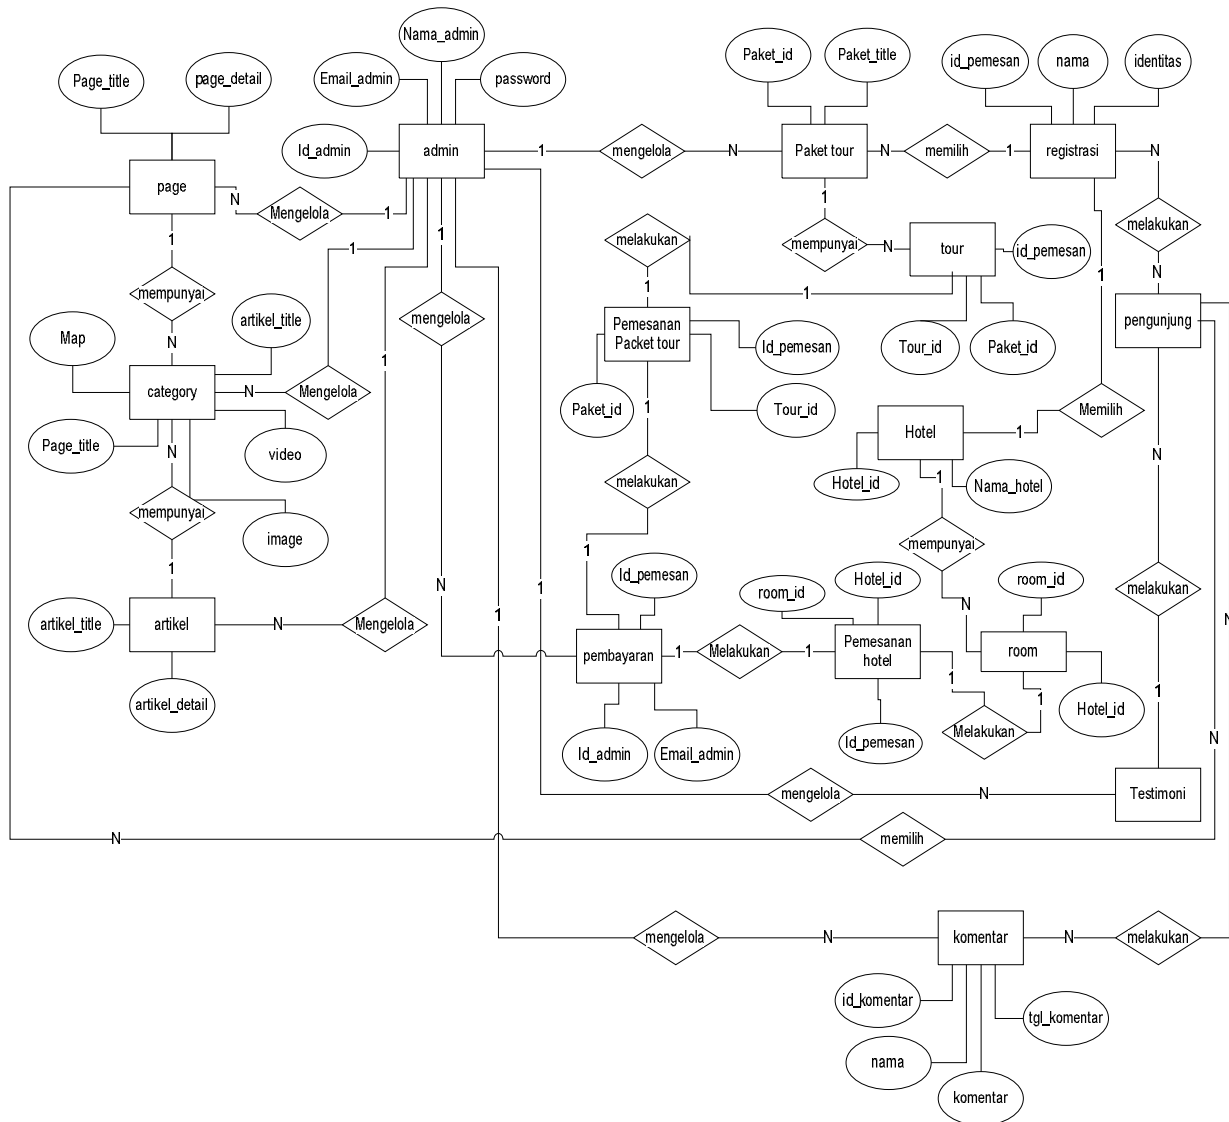 Nama_admin
Paket_id
Paket_title
id_pemesan
nama
identitas
Page_title
page_detail
Email_admin
password
Id_admin
admin
1
mengelola
N
Paket tour
N
memilih
1
registrasi
N
page
N
Mengelola
1
1
1
melakukan
1
mempunyai
N
tour
id_pemesan
melakukan
1
1
mempunyai
mengelola
1
1
1
N
Pemesanan
Packet tour
Id_pemesan
pengunjung
artikel_title
Map
N
Tour_id
Paket_id
1
category
N
Mengelola
Paket_id
Tour_id
1
Hotel
1
Memilih
Page_title
N
video
N
melakukan
Hotel_id
1
Nama_hotel
mempunyai
image
1
mempunyai
1
Id_pemesan
N
room_id
Hotel_id
room_id
melakukan
N
1
artikel_title
artikel
N
Mengelola
N
pembayaran
1
Melakukan
1
Pemesanan
hotel
room
N
1
1
1
artikel_detail
Hotel_id
Melakukan
Id_admin
Email_admin
Id_pemesan
N
mengelola
N
Testimoni
N
memilih
mengelola
N
komentar
N
melakukan
id_komentar
tgl_komentar
nama
komentar